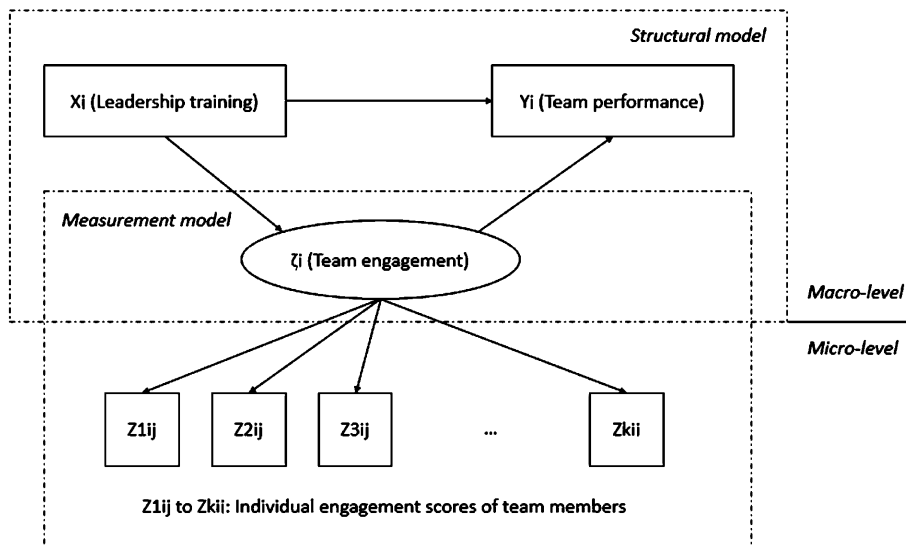 Structural model
Xi (Leadership training)
Yi (Team performance)
Measurement model
ζi (Team engagement)
Macro-level
Micro-level
Z1ij
Z2ij
Z3ij
...
Zkii
Z1ij to Zkii: Individual engagement scores of team members